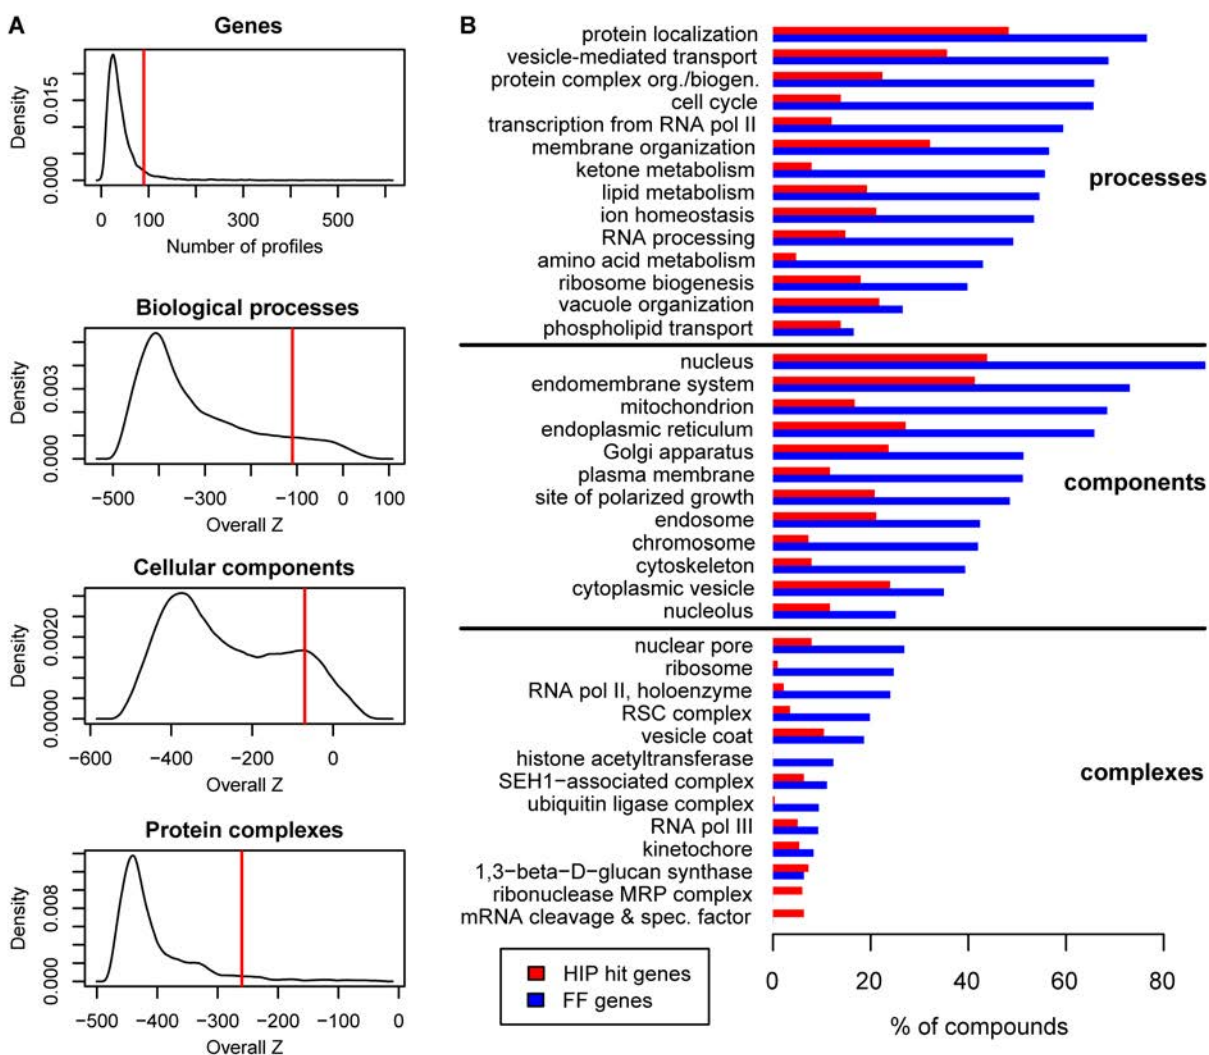 A
Genes
Density
0.000
0.015
0
100
300
500
Number of profiles
Biological processes
Density
0.000
0.003
−500
−300
−100
0
100
Overall Z
Cellular components
Density
0.0000
0.0020
−600
−400
−200
0
Overall Z
Protein complexes
Density
0.000
0.008
−500
−400
−300
−200
−100
0
Overall Z
B
protein localization
vesicle-mediated transport
protein complex org./biogen.
cell cycle
transcription from RNA pol II
membrane organization
ketone metabolism
lipid metabolism
ion homeostasis
RNA processing
amino acid metabolism
ribosome biogenesis
vacuole organization
phospholipid transport
processes
nucleus
endomembrane system
mitochondrion
endoplasmic reticulum
Golgi apparatus
plasma membrane
site of polarized growth
endosome
chromosome
cytoskeleton
cytoplasmic vesicle
nucleolus
components
nuclear pore
ribosome
RNA pol II, holoenzyme
RSC complex
vesicle coat
histone acetyltransferase
SEH1−associated complex
ubiquitin ligase complex
RNA pol III
kinetochore
1,3−beta−D−glucan synthase
ribonuclease MRP complex
mRNA cleavage & spec. factor
complexes
HIP hit genes
FF genes
0
20
40
60
80
% of compounds